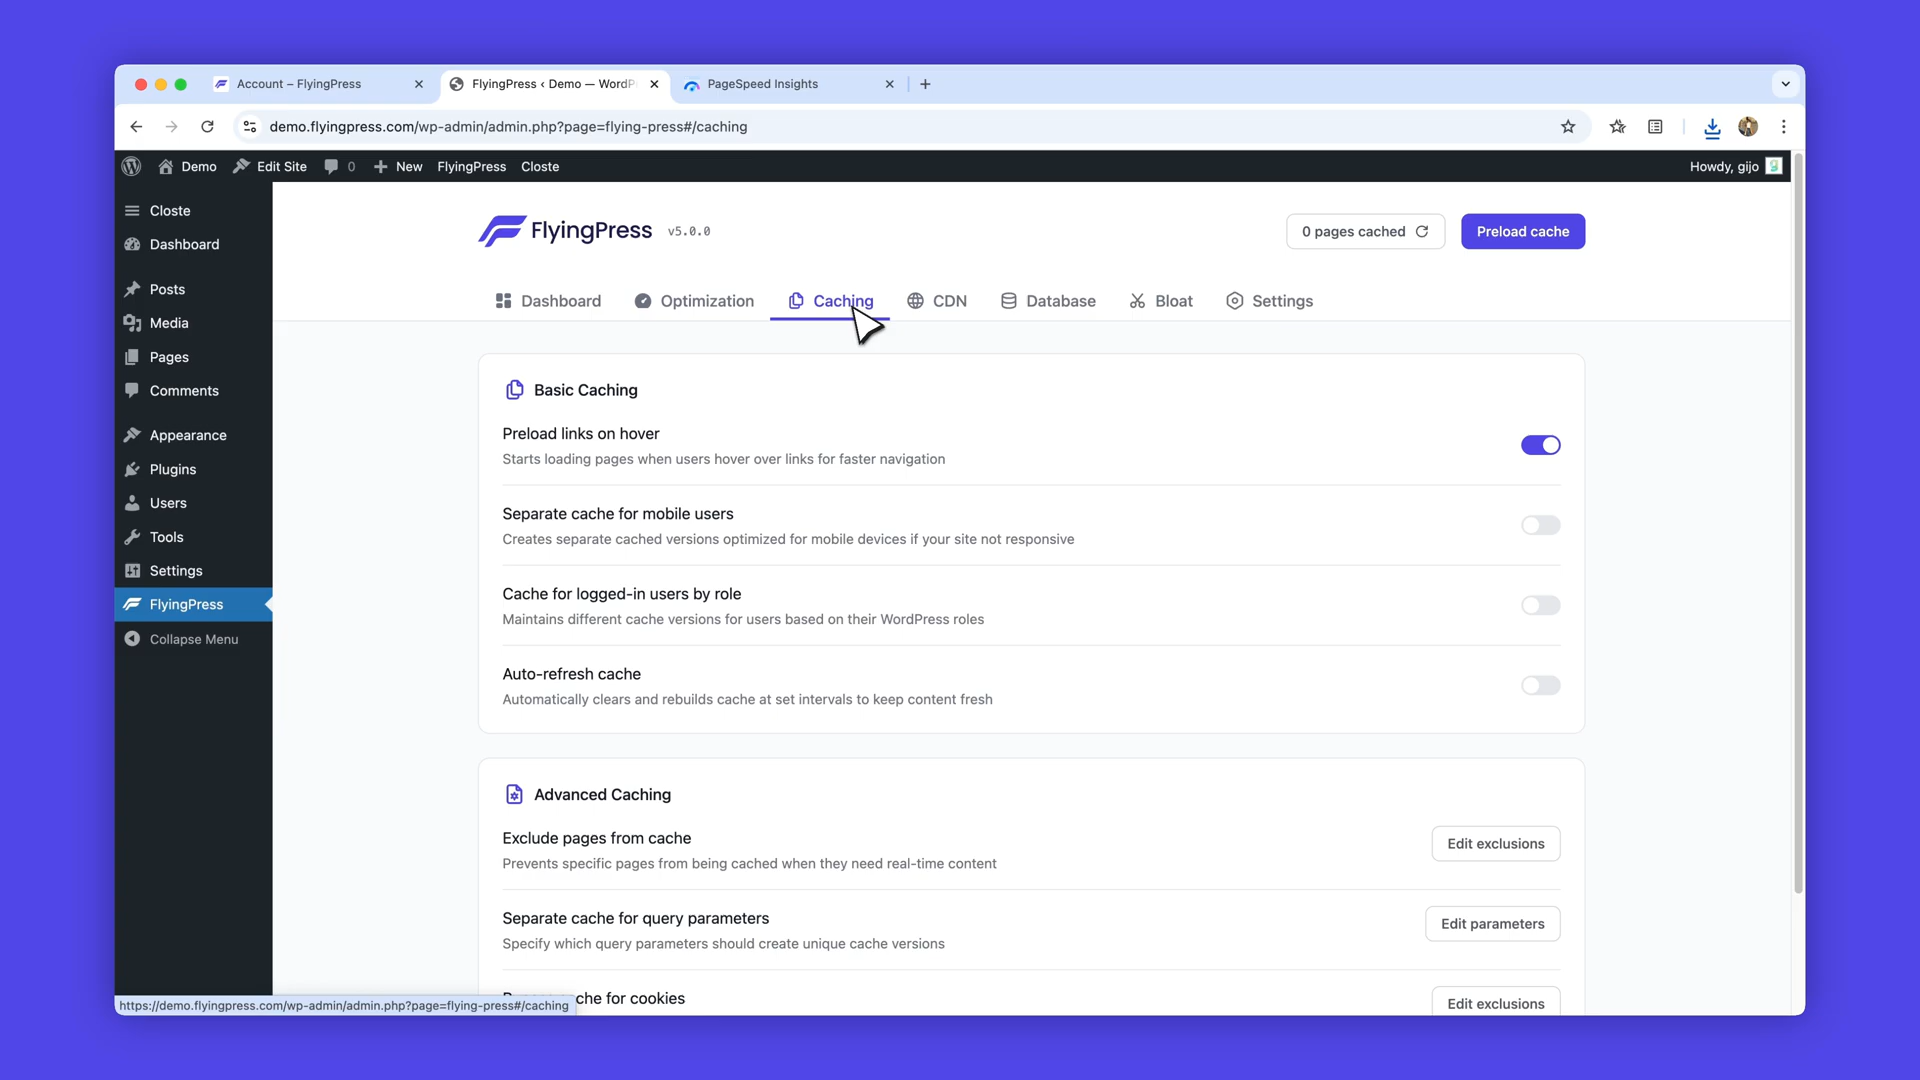 Account – FlyingPress
FlyingPress ‹ Demo — WordP
PageSpeed Insights
demo.flyingpress.com/wp-admin/admin.php?page=flying-press#/caching
Demo
Edit Site
0
New
FlyingPress
Closte
Howdy, gijo
Closte
Dashboard
Posts
Media
Pages
Comments
Appearance
Plugins
Users
Tools
Settings
FlyingPress
Collapse Menu
FlyingPress v5.0.0
0 pages cached
Preload cache
Dashboard
Optimization
Caching
CDN
Database
Bloat
Settings
Basic Caching
Preload links on hover
Starts loading pages when users hover over links for faster navigation
Separate cache for mobile users
Creates separate cached versions optimized for mobile devices if your site not responsive
Cache for logged-in users by role
Maintains different cache versions for users based on their WordPress roles
Auto-refresh cache
Automatically clears and rebuilds cache at set intervals to keep content fresh
Advanced Caching
Exclude pages from cache
Prevents specific pages from being cached when they need real-time content
Edit exclusions
Separate cache for query parameters
Specify which query parameters should create unique cache versions
Edit parameters
che for cookies
Edit exclusions
https://demo.flyingpress.com/wp-admin/admin.php?page=flying-press#/caching